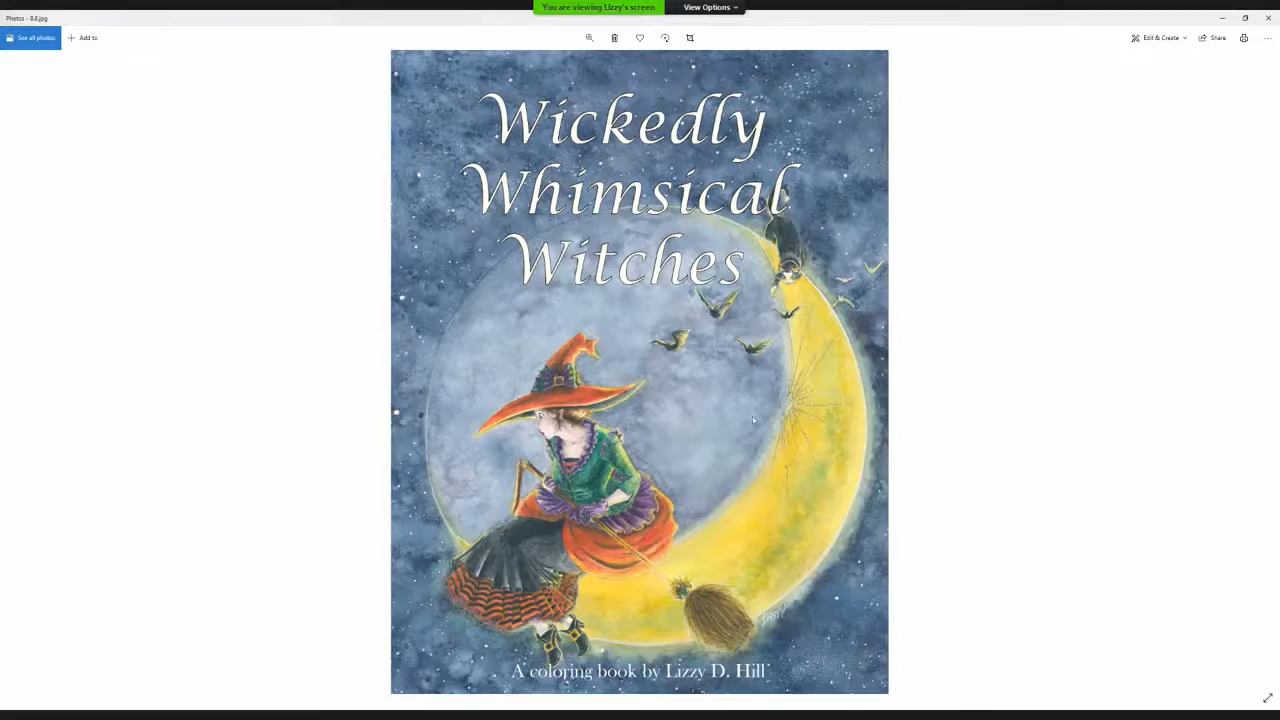 You are viewing Lizzy's screen
View Options
Photos - 8.8.jpg
See all photos
Add to
Edit & Create
Share
Wickedly
Whimsical
Witches
A coloring book by Lizzy D. Hill